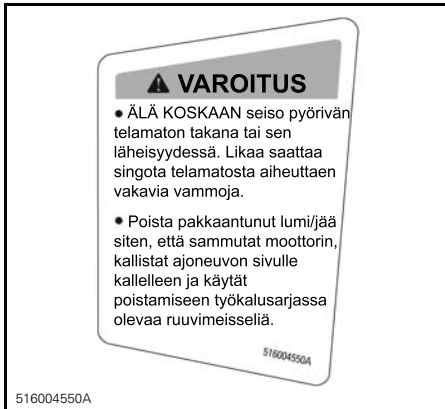 VAROITUS
● ÄLÄ KOSKAAN seiso pyörivän
telamaton takana tai sen
läheisyydessä. Likaa saattaa
singota telamatosta aiheuttaen
vakavia vammoja.
● Poista pakkaantunut lumi/jää
siten, että sammutat moottorin,
kallistat ajoneuvon sivulle
kallelleen ja käytät
poistamiseen työkalusarjassa
olevaa ruuvimeisseliä.
516004550A
516004550A